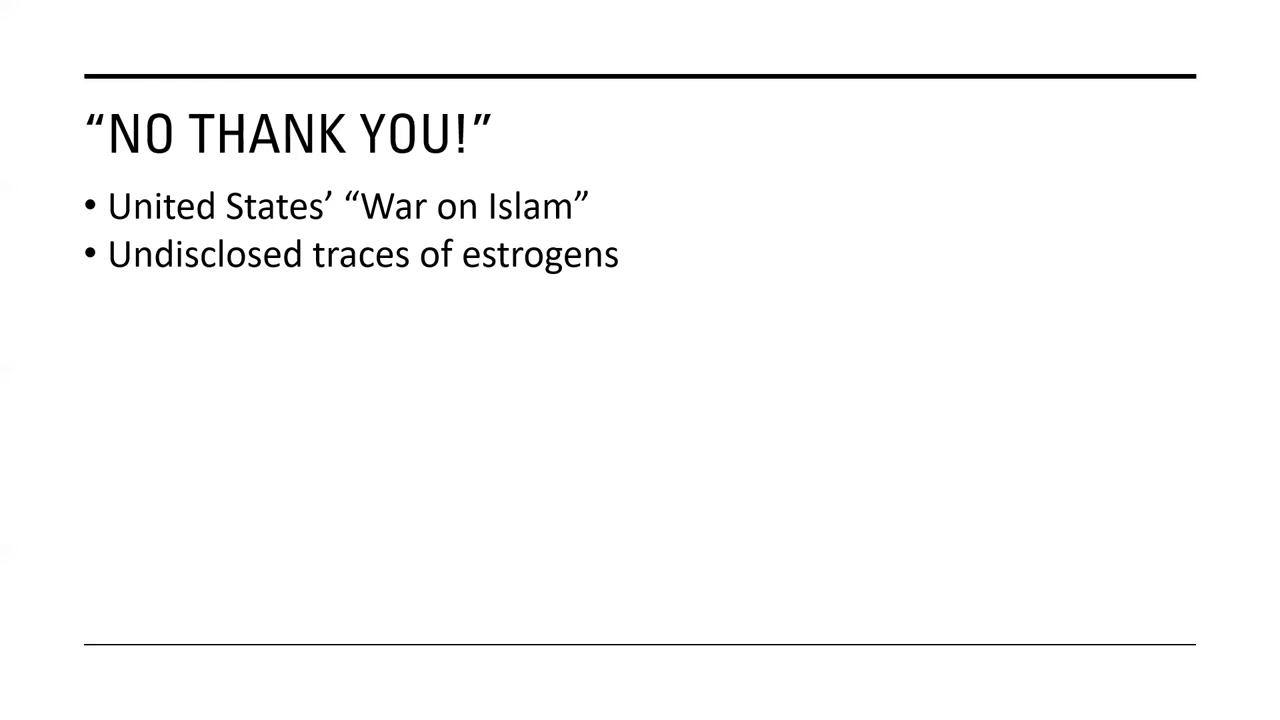 “NO THANK YOU!”
• United States’ “War on Islam”
• Undisclosed traces of estrogens